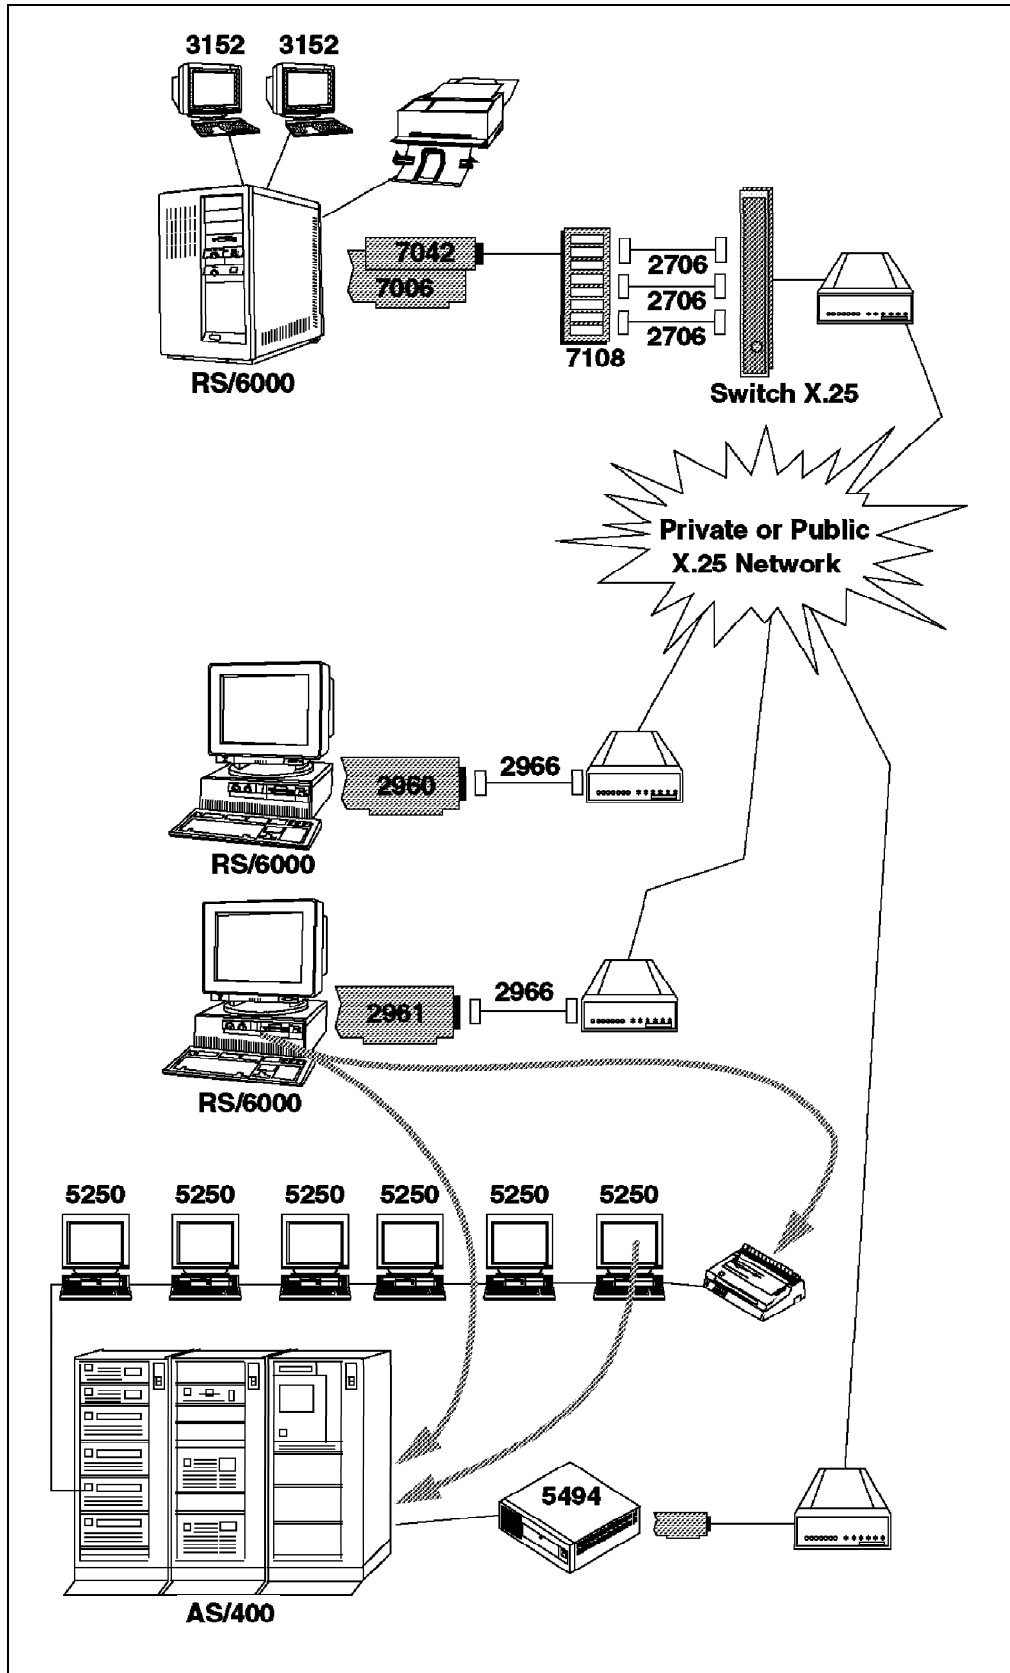 3152 3152
7042
7006
2706
2706
2706
7108
RS/6000
Switch X.25
Private or Public
X.25 Network
2960
2966
RS/6000
2961
2966
RS/6000
5250 5250 5250 5250 5250 5250
5494
AS/400